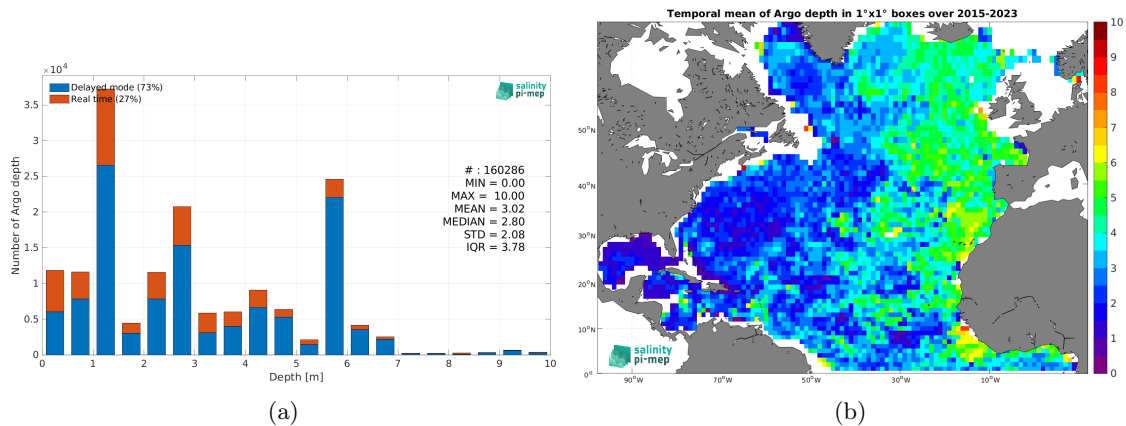 ×10⁴
Delayed mode (73%)
Real time (27%)
salinity
pi-mep
# : 160286
MIN = 0.00
MAX = 10.00
MEAN = 3.02
MEDIAN = 2.80
STD = 2.08
IQR = 3.78
Number of Argo depth
3.5
3
2.5
2
1.5
1
0.5
0
0 1 2 3 4 5 6 7 8 9 10
Depth [m]
(a)
Temporal mean of Argo depth in 1°x1° boxes over 2015-2023
50°N
40°N
30°N
20°N
10°N
0°
90°W 70°W 50°W 30°W 10°W
salinity
pi-mep
10
9
8
7
6
5
4
3
2
1
0
(b)